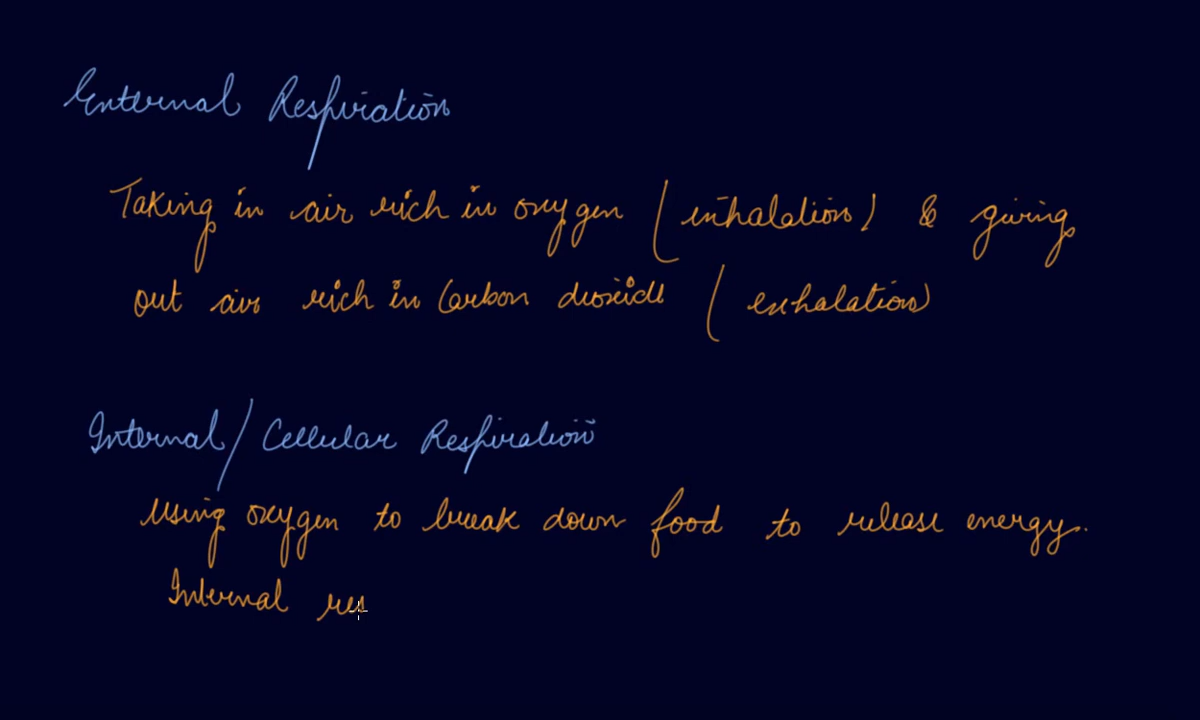 External Respiration
Taking in air rich in oxygen (inhalation) & giving
out air rich in Carbon dioxide (exhalation)
Internal/Cellular Respiration
Using oxygen to break down food to release energy.
Internal res